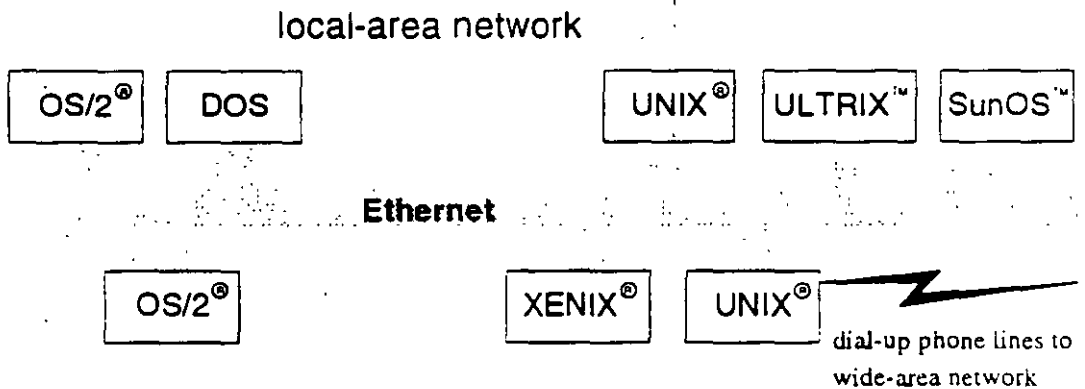 local-area network
OS/2® DOS UNIX® ULTRIX™ SunOS™
Ethernet
OS/2® XENIX® UNIX®
dial-up phone lines to
wide-area network